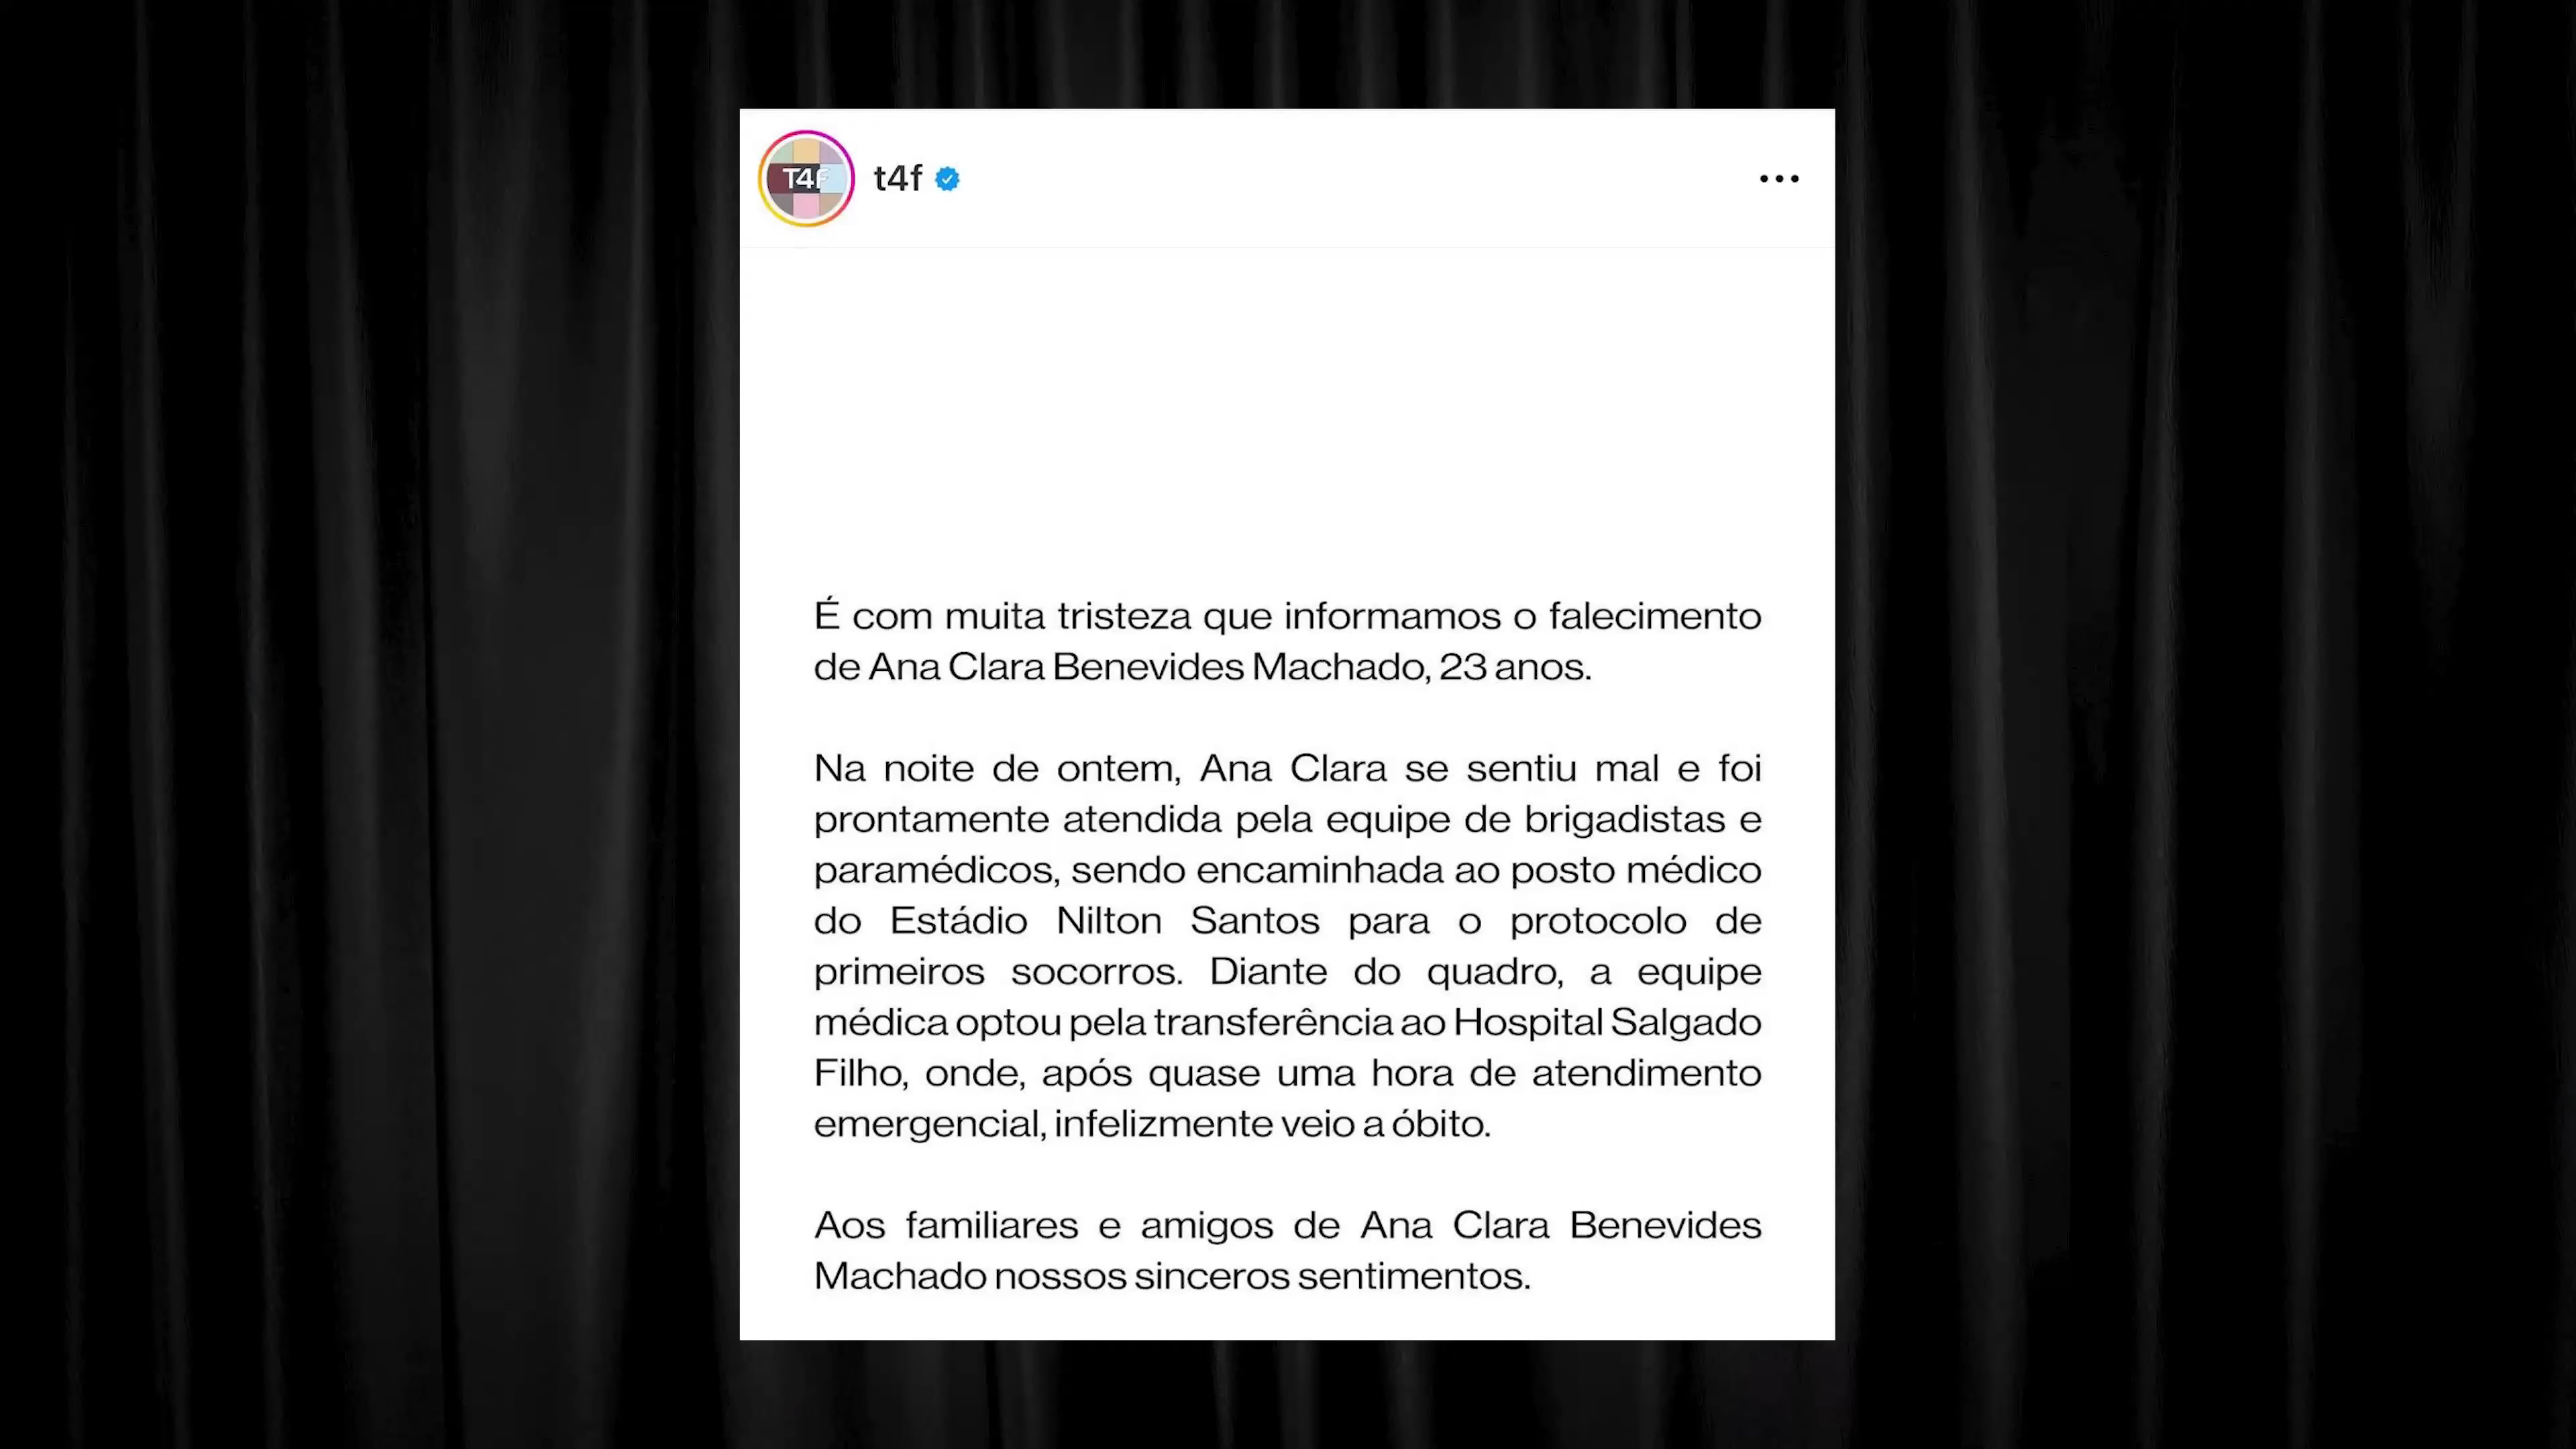 T4F
t4f
É com muita tristeza que informamos o falecimento
de Ana Clara Benevides Machado, 23 anos.
Na noite de ontem, Ana Clara se sentiu mal e foi
prontamente atendida pela equipe de brigadistas e
paramédicos, sendo encaminhada ao posto médico
do Estádio Nilton Santos para o protocolo de
primeiros socorros. Diante do quadro, a equipe
médica optou pela transferência ao Hospital Salgado
Filho, onde, após quase uma hora de atendimento
emergencial, infelizmente veio a óbito.
Aos familiares e amigos de Ana Clara Benevides
Machado nossos sinceros sentimentos.